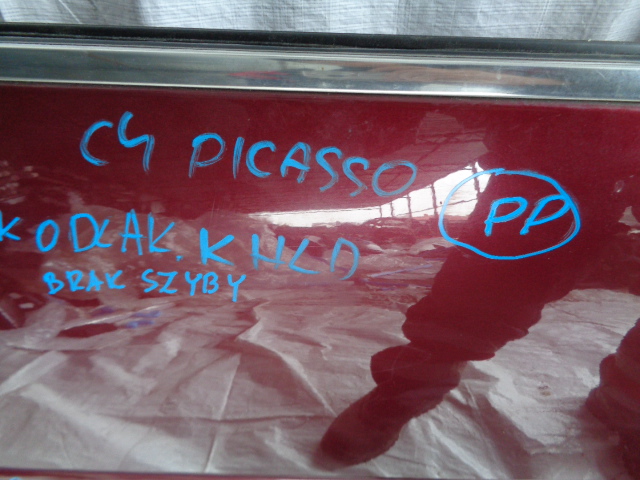 C4 PICASSO
PP
KOD LAK. KHLD
BRAK SZYBY